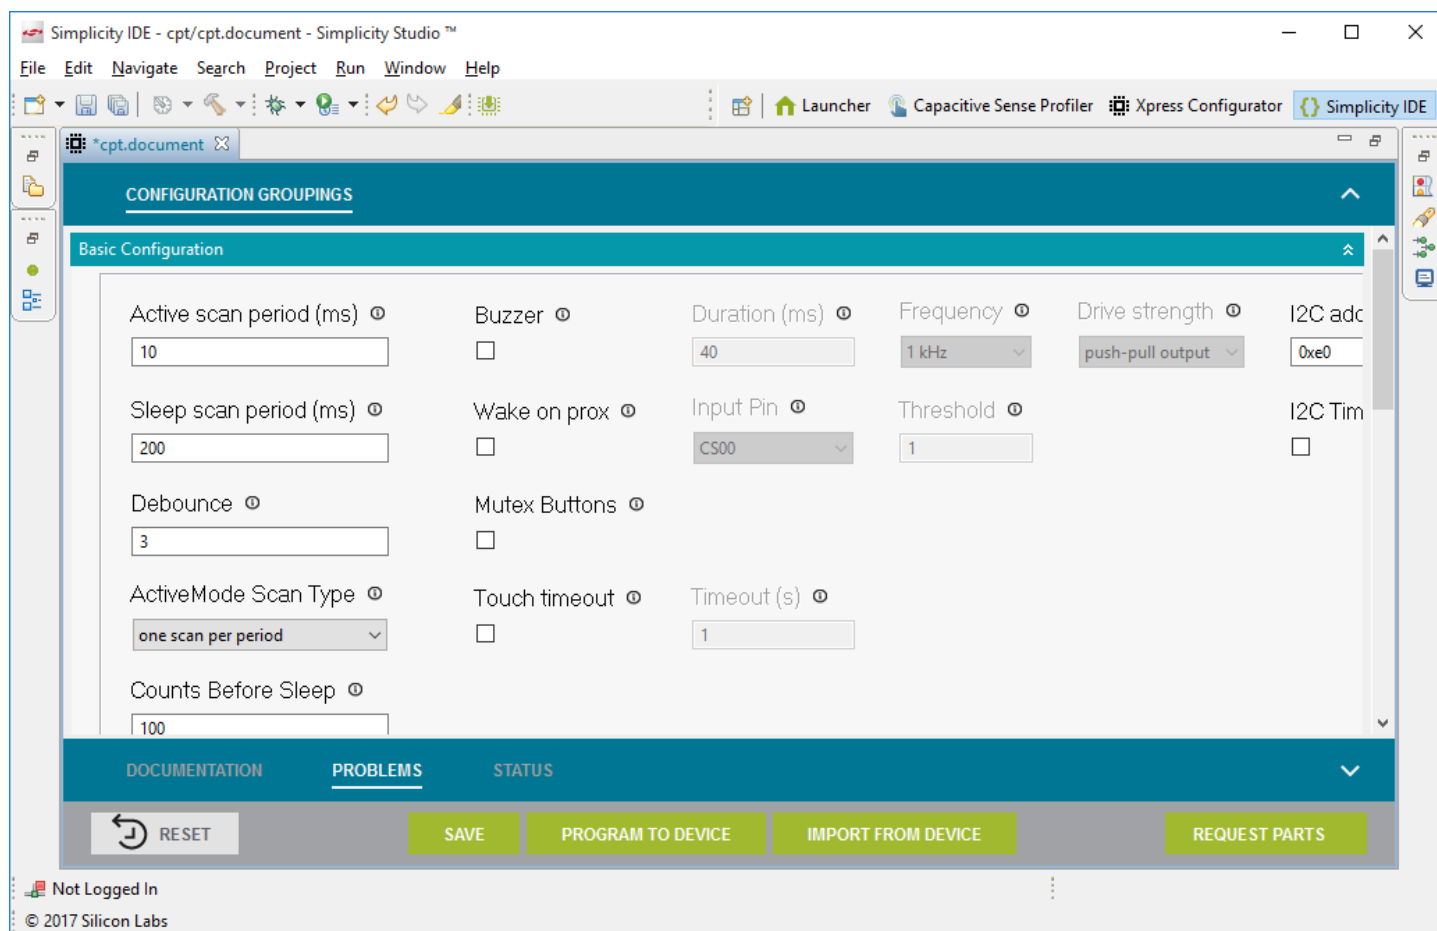 Simplicity IDE - cpt/cpt.document - Simplicity Studio ™
File Edit Navigate Search Project Run Window Help
Launcher Capacitive Sense Profiler Xpress Configurator {} Simplicity IDE
*cpt.document
CONFIGURATION GROUPINGS
Basic Configuration
Active scan period (ms) Buzzer Duration (ms) Frequency Drive strength I2C add
10 40 1 kHz push-pull output 0xe0
Sleep scan period (ms) Wake on prox Input Pin Threshold I2C Tim
200 CS00 1
Debounce Mutex Buttons
3
ActiveMode Scan Type Touch timeout Timeout (s)
one scan per period 1
Counts Before Sleep
100
DOCUMENTATION PROBLEMS STATUS
RESET SAVE PROGRAM TO DEVICE IMPORT FROM DEVICE REQUEST PARTS
Not Logged In
© 2017 Silicon Labs